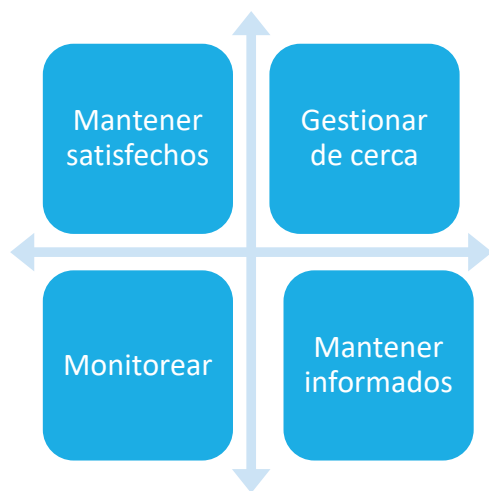 Mantener
satisfechos
Gestionar
de cerca
Monitorear
Mantener
informados